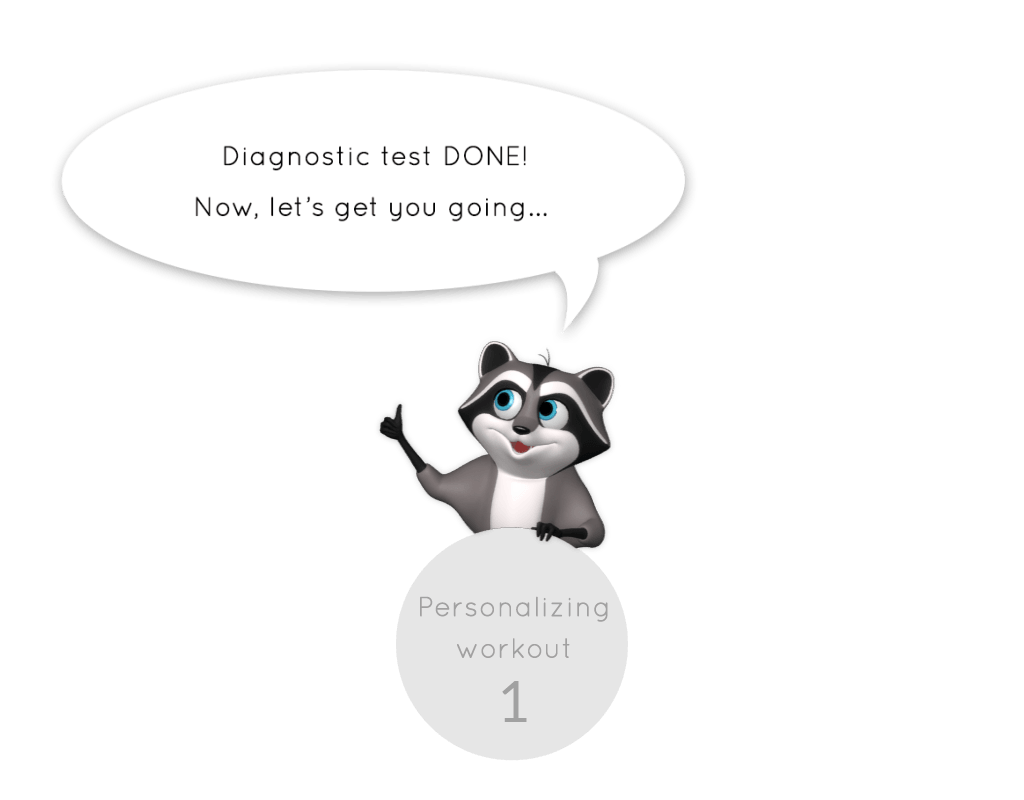 Diagnostic test DONE!
Now, let’s get you going...
Personalizing
workout
1